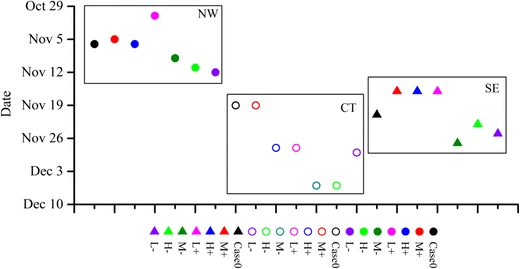 Oct 29
NW
Nov 5
Nov 12
Nov 19
CT
SE
Nov 26
Dec 3
Dec 10
Date
L-
H-
M-
L+
H+
M+
Case0
L-
H-
M-
L+
H+
M+
Case0
L-
H-
M-
L+
H+
M+
Case0